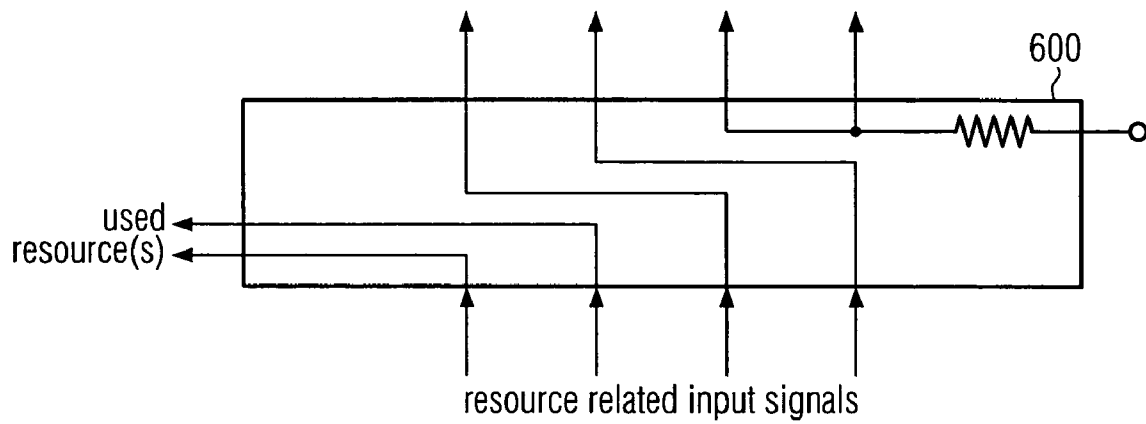 600
used
resource(s)
resource related input signals